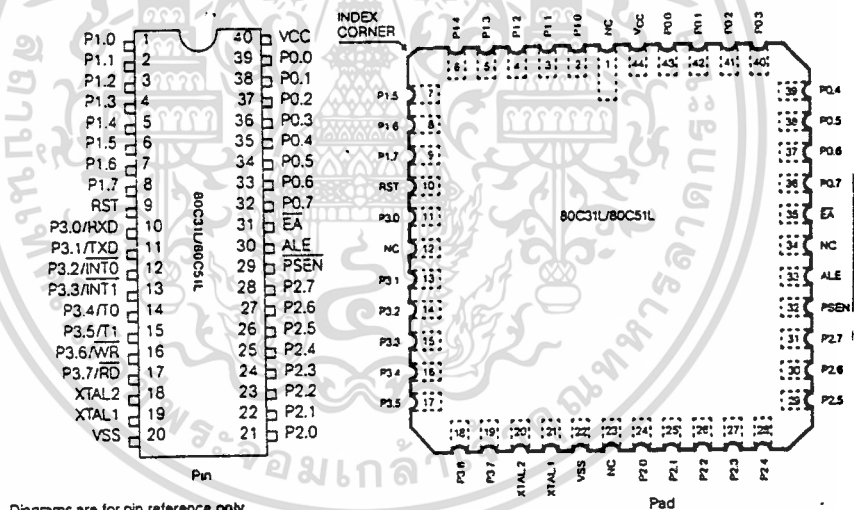 P1.0 1 40 VCC
P1.1 2 39 P0.0
P1.2 3 38 P0.1
P1.3 4 37 P0.2
P1.4 5 36 P0.3
P1.5 6 35 P0.4
P1.6 7 34 P0.5
P1.7 8 33 P0.6
RST 9 32 P0.7
P3.0/RXD 10 31 EA
P3.1/TXD 11 30 ALE
P3.2/INT0 12 29 PSEN
P3.3/INT1 13 28 P2.7
P3.4/T0 14 27 P2.6
P3.5/T1 15 26 P2.5
P3.6/WR 16 25 P2.4
P3.7/RD 17 24 P2.3
XTAL2 18 23 P2.2
XTAL1 19 22 P2.1
VSS 20 21 P2.0
80C31L/80C51L
Pin
INDEX
CORNER
P1.4 P1.3 P1.2 P1.1 P1.0 NC VCC P0.0 P0.1 P0.2 P0.3
6 5 4 3 2 1 44 43 42 41 40
P1.5 7 39 P0.4
P1.6 8 38 P0.5
P1.7 9 37 P0.6
RST 10 36 P0.7
P3.0 11 35 EA
80C31L/80C51L
NC 12 34 NC
P3.1 13 33 ALE
P3.2 14 32 PSEN
P3.3 15 31 P2.7
P3.4 16 30 P2.6
P3.5 17 29 P2.5
18 19 20 21 22 23 24 25 26 27 28
P3.6 P3.7 XTAL2 XTAL1 VSS NC P2.0 P2.1 P2.2 P2.3 P2.4
Pad
Diagrams are for pin reference only